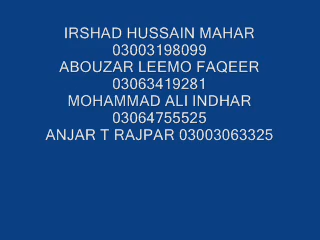 IRSHAD HUSSAIN MAHAR
03003198099
ABOUZAR LEEMO FAQEER
03063419281
MOHAMMAD ALI INDHAR
03064755525
ANJAR T RAJPAR 03003063325